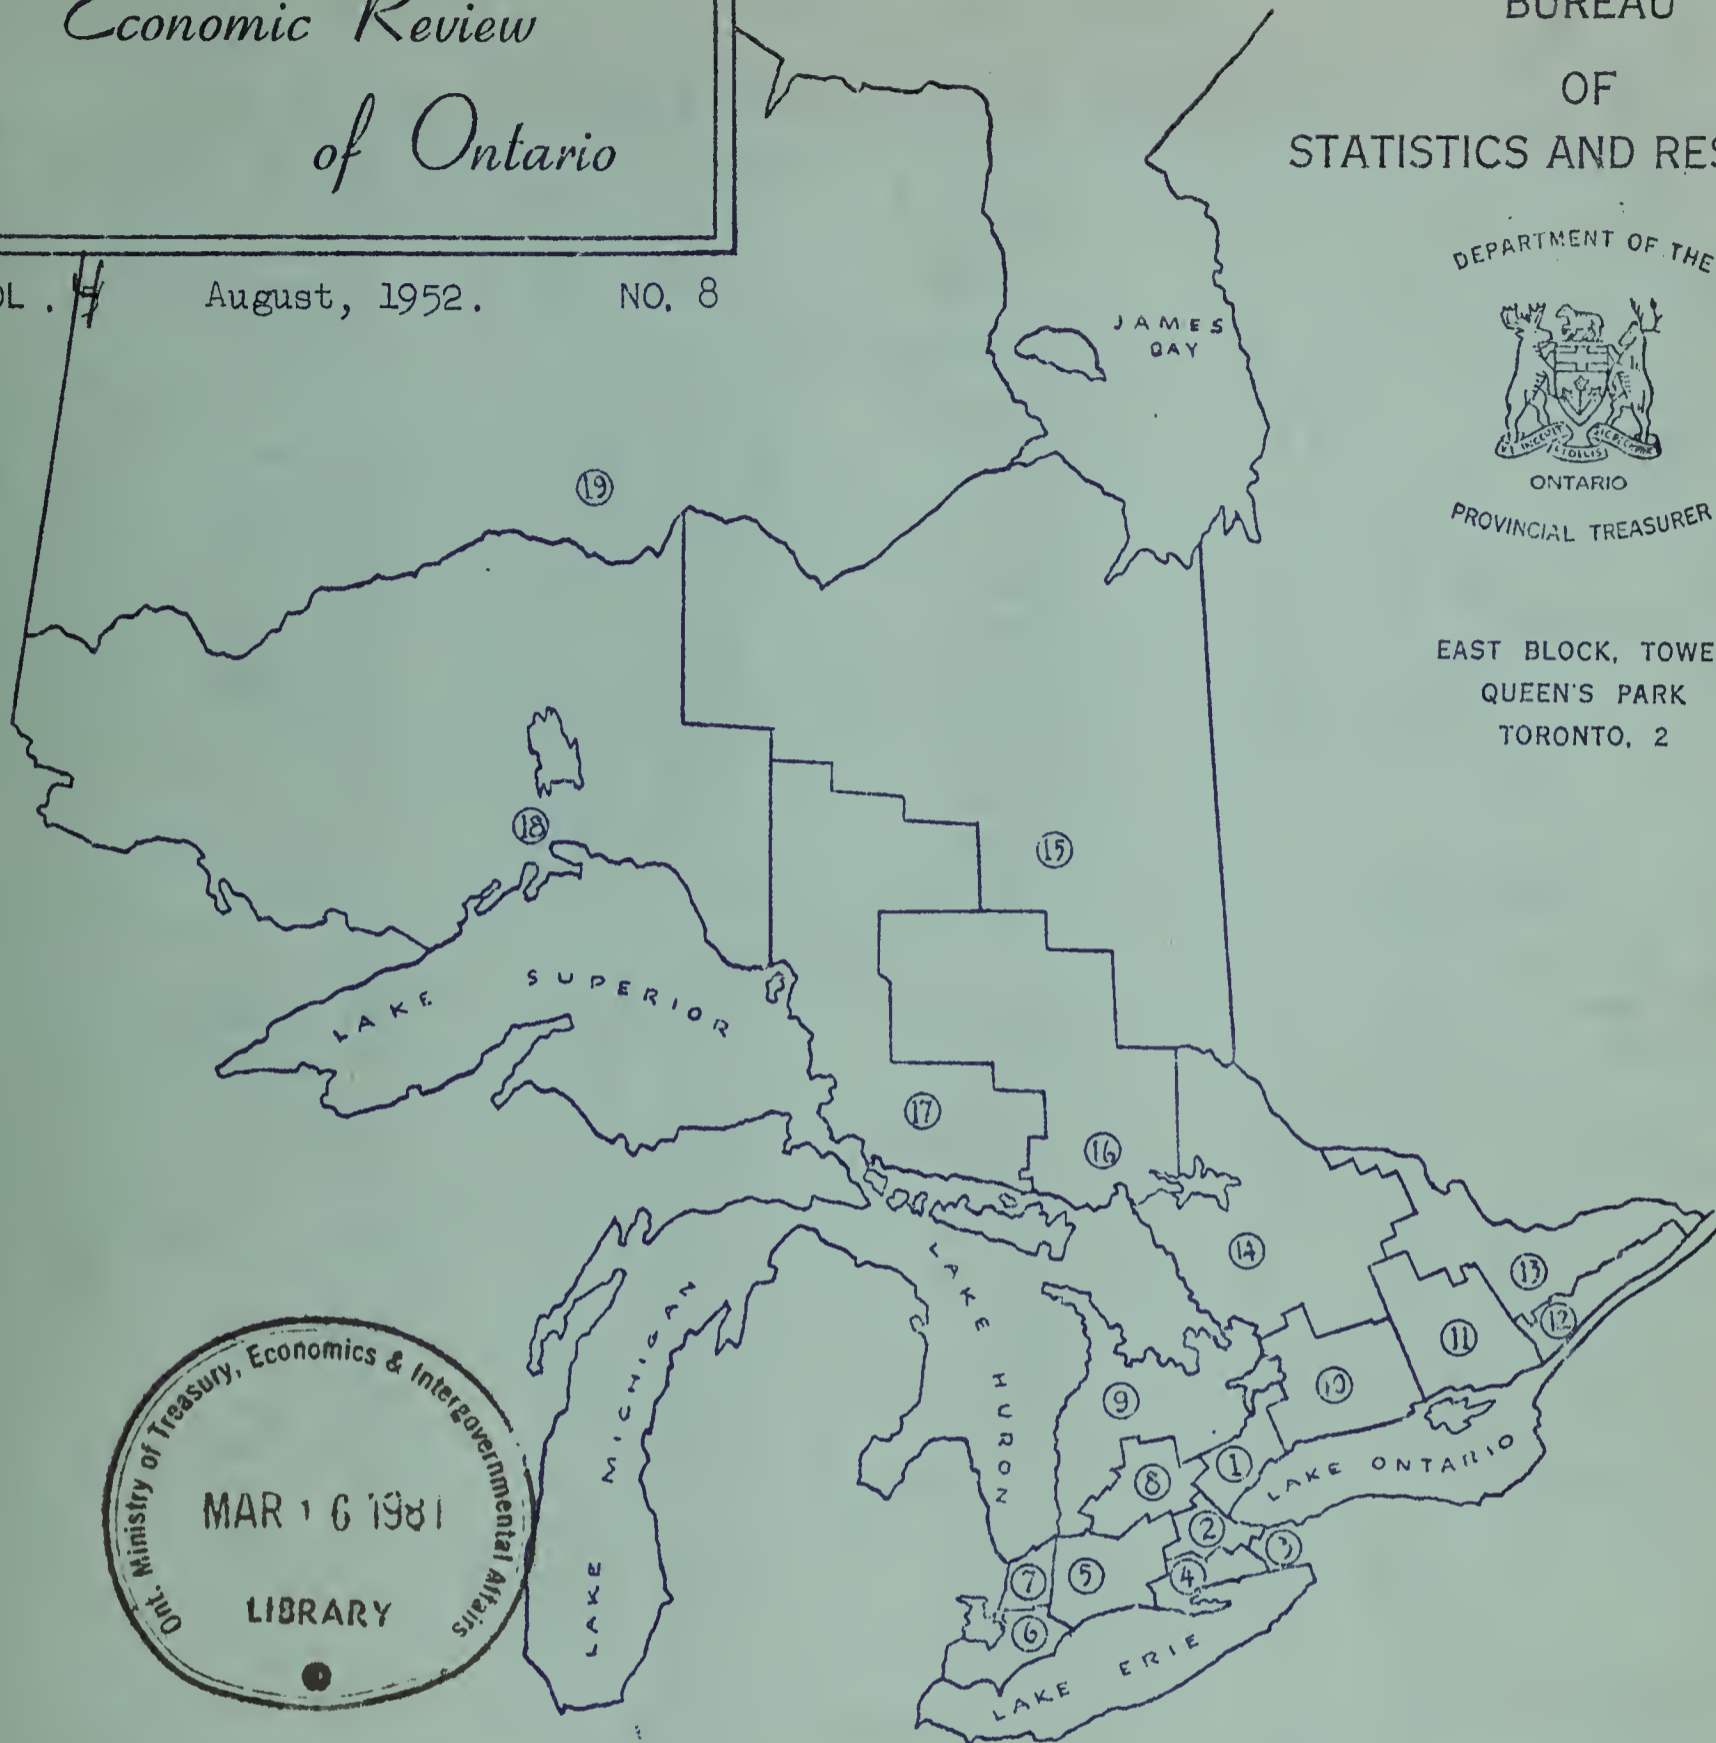 Economic Review
of Ontario
BUREAU
OF
STATISTICS AND RES
VOL. 4 August, 1952. NO. 8
DEPARTMENT OF THE
ONTARIO
PROVINCIAL TREASURER
EAST BLOCK, TOWE
QUEEN'S PARK
TORONTO, 2
JAMES
BAY
19
18
15
LAKE SUPERIOR
17
16
14
13
12
11
10
9
8
1
2
3
4
5
7
6
LAKE MICHIGAN
LAKE HURON
LAKE ONTARIO
LAKE ERIE
Ont. Ministry of Treasury, Economics & Intergovernmental Affairs
MAR 16 1981
LIBRARY